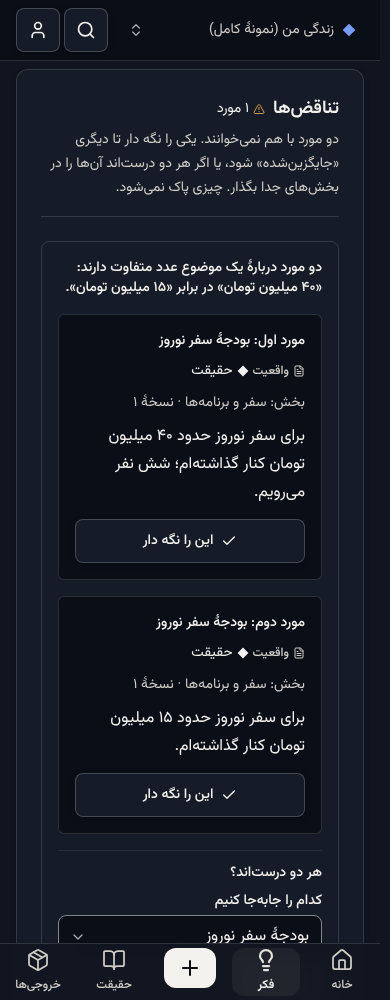 زندگی من (نمونهٔ کامل)
تناقض‌ها ۱ مورد
دو مورد با هم نمی‌خوانند. یکی را نگه دار تا دیگری
«جایگزین‌شده» شود، یا اگر هر دو درست‌اند آن‌ها را در
بخش‌های جدا بگذار. چیزی پاک نمی‌شود.
دو مورد دربارهٔ یک موضوع عدد متفاوت دارند:
«۴۰ میلیون تومان» در برابر «۱۵ میلیون تومان».
مورد اول: بودجهٔ سفر نوروز
واقعیت ◆ حقیقت
بخش: سفر و برنامه‌ها · نسخهٔ ۱
برای سفر نوروز حدود ۴۰ میلیون
تومان کنار گذاشته‌ام؛ شش نفر
می‌رویم.
این را نگه دار
مورد دوم: بودجهٔ سفر نوروز
واقعیت ◆ حقیقت
بخش: سفر و برنامه‌ها · نسخهٔ ۱
برای سفر نوروز حدود ۱۵ میلیون
تومان کنار گذاشته‌ام.
این را نگه دار
هر دو درست‌اند؟
کدام را جابه‌جا کنیم
بودجهٔ سفر نوروز
خانه
فکر
حقیقت
خروجی‌ها